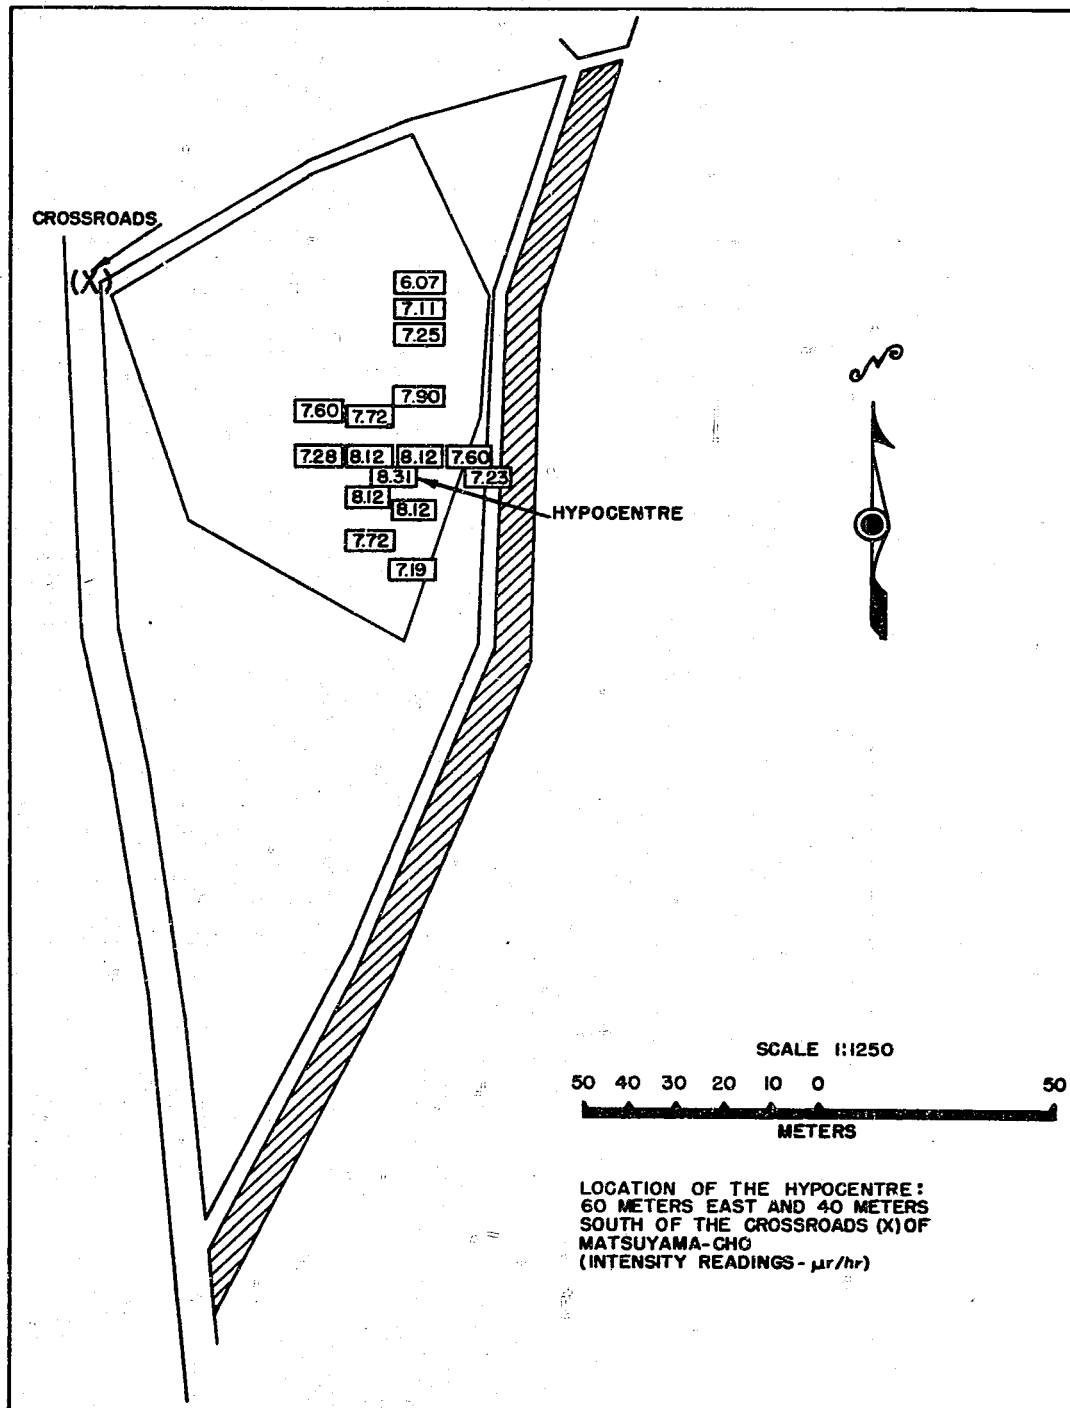 CROSSROADS
(X)
6.07
7.11
7.25
7.90
7.60 7.72
7.28 8.12 8.12 7.60
8.31 7.23
8.12
8.12
HYPOCENTRE
7.72
7.19
N
SCALE 1:1250
50 40 30 20 10 0 50
METERS
LOCATION OF THE HYPOCENTRE:
60 METERS EAST AND 40 METERS
SOUTH OF THE CROSSROADS (X) OF
MATSUYAMA-CHO
(INTENSITY READINGS - μr/hr)